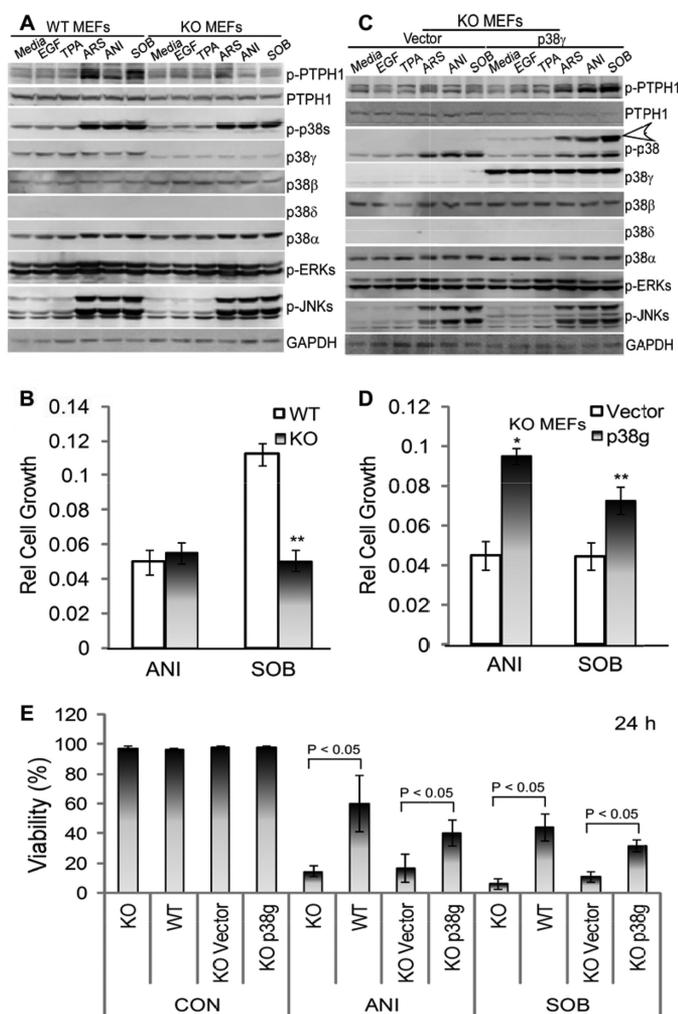 A
WT MEFs KO MEFs
Media EGF TPA ARS ANI SOB Media EGF TPA ARS ANI SOB
p-PTPH1
PTPH1
p-p38s
p38γ
p38β
p38δ
p38α
p-ERKs
p-JNKs
GAPDH
C
KO MEFs
Vector p38γ
Media EGF TPA ARS ANI SOB Media EGF TPA ARS ANI SOB
p-PTPH1
PTPH1
p-p38
p38γ
p38β
p38δ
p38α
p-ERKs
p-JNKs
GAPDH
B
Rel Cell Growth
0.14
0.12
0.1
0.08
0.06
0.04
0.02
0
WT
KO
**
ANI SOB
D
Rel Cell Growth
0.12
0.1
0.08
0.06
0.04
0.02
0
KO MEFs
Vector
p38g
*
**
ANI SOB
E
24 h
Viability (%)
120
100
80
60
40
20
0
P < 0.05
P < 0.05
P < 0.05
P < 0.05
KO WT KO Vector KO p38g KO WT KO Vector KO p38g KO WT KO Vector KO p38g
CON ANI SOB